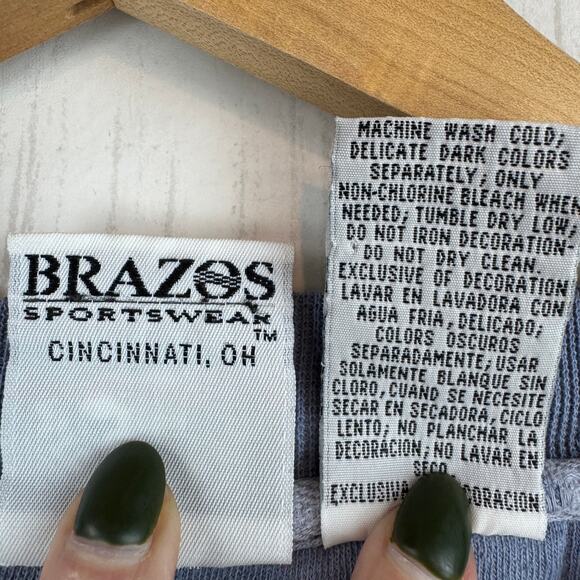 BRAZOS
SPORTSWEAR
TM
CINCINNATI, OH
MACHINE WASH COLD;
DELICATE DARK COLORS
SEPARATELY; ONLY
NON-CHLORINE BLEACH WHEN
NEEDED; TUMBLE DRY LOW;
DO NOT IRON DECORATION-
DO NOT DRY CLEAN.
EXCLUSIVE OF DECORATION
LAVAR EN LAVADORA CON
AGUA FRIA, DELICADO;
COLORS OSCUROS
SEPARADAMENTE; USAR
SOLAMENTE BLANQUE SIN
CLORO, CUANDO SE NECESITE
SECAR EN SECADORA, CICLO
LENTO; NO PLANCHAR LA
DECORACION; NO LAVAR EN
SECO